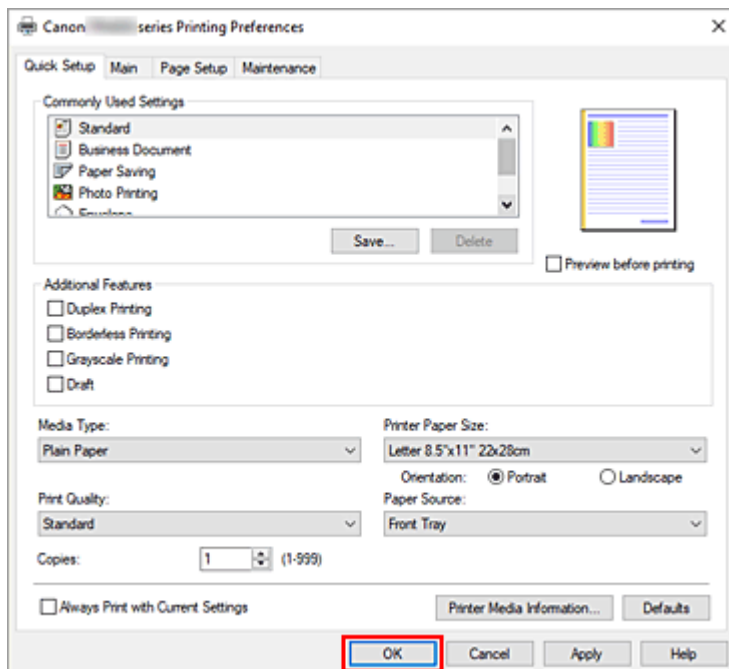 Canon series Printing Preferences
Quick Setup Main Page Setup Maintenance
Commonly Used Settings
Standard
Business Document
Paper Saving
Photo Printing
Save... Delete
Preview before printing
Additional Features
Duplex Printing
Borderless Printing
Grayscale Printing
Draft
Media Type: Printer Paper Size:
Plain Paper Letter 8.5"x11" 22x28cm
Orientation: Portrait Landscape
Print Quality: Paper Source:
Standard Front Tray
Copies: 1 (1-999)
Always Print with Current Settings Printer Media Information... Defaults
OK Cancel Apply Help